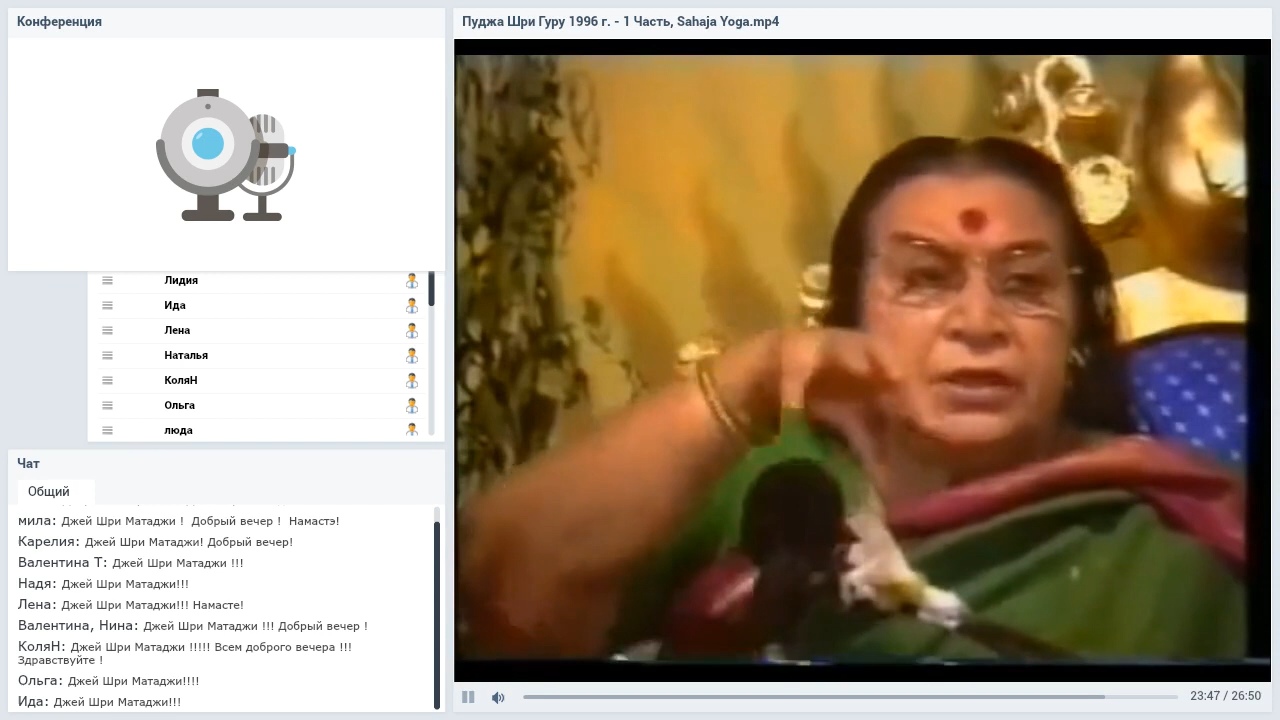 Конференция
Лидия
Ида
Лена
Наталья
КоляН
Ольга
люда
Чат
Общий
мила: Джей Шри Матаджи ! Добрый вечер ! Намастэ!
Карелия: Джей Шри Матаджи! Добрый вечер!
Валентина Т: Джей Шри Матаджи !!!
Надя: Джей Шри Матаджи!!!
Лена: Джей Шри Матаджи!!! Намасте!
Валентина, Нина: Джей Шри Матаджи !!! Добрый вечер !
КоляН: Джей Шри Матаджи !!!!! Всем доброго вечера !!!
Здравствуйте !
Ольга: Джей Шри Матаджи!!!!
Ида: Джей Шри Матаджи!!!
Пуджа Шри Гуру 1996 г. - 1 Часть, Sahaja Yoga.mp4
23:47 / 26:50